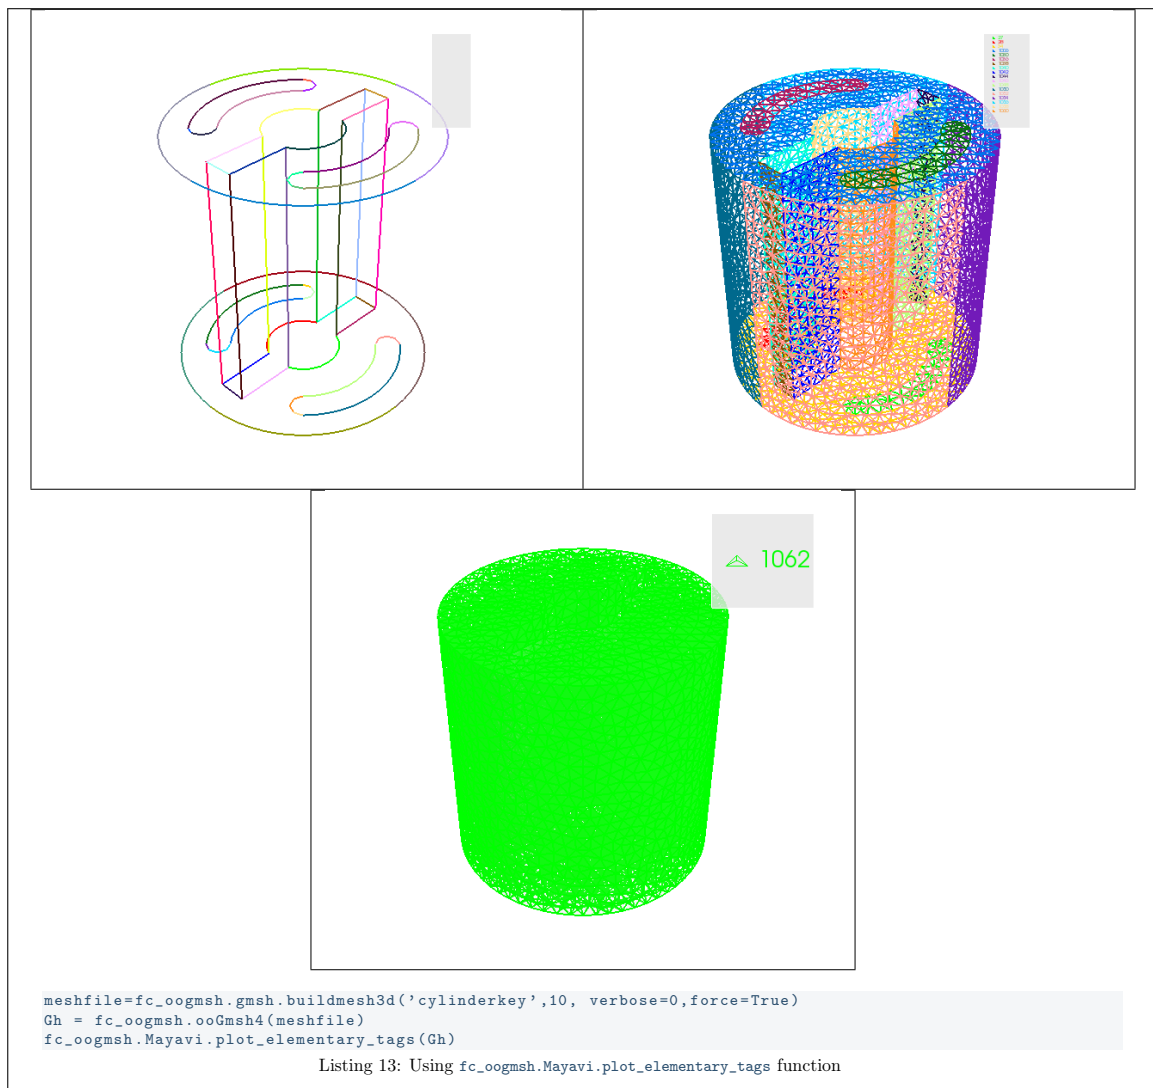 1062
meshfile=fc_oogmsh.gmsh.buildmesh3d(’cylinderkey’,10, verbose=0,force=True)
Gh = fc_oogmsh.ooGmsh4(meshfile)
fc_oogmsh.Mayavi.plot_elementary_tags(Gh)
Listing 13: Using fc_oogmsh.Mayavi.plot_elementary_tags function